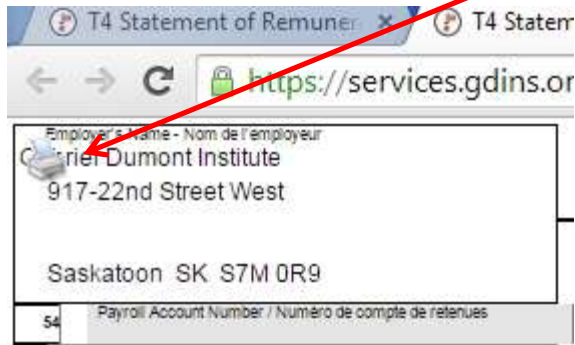 T4 Statement of Remuner
T4 Statem
https://services.gdins.or
Employer's Name - Nom de l'employeur
riel Dumont Institute
917-22nd Street West
Saskatoon SK S7M 0R9
54
Payroll Account Number / Numéro de compte de retenues